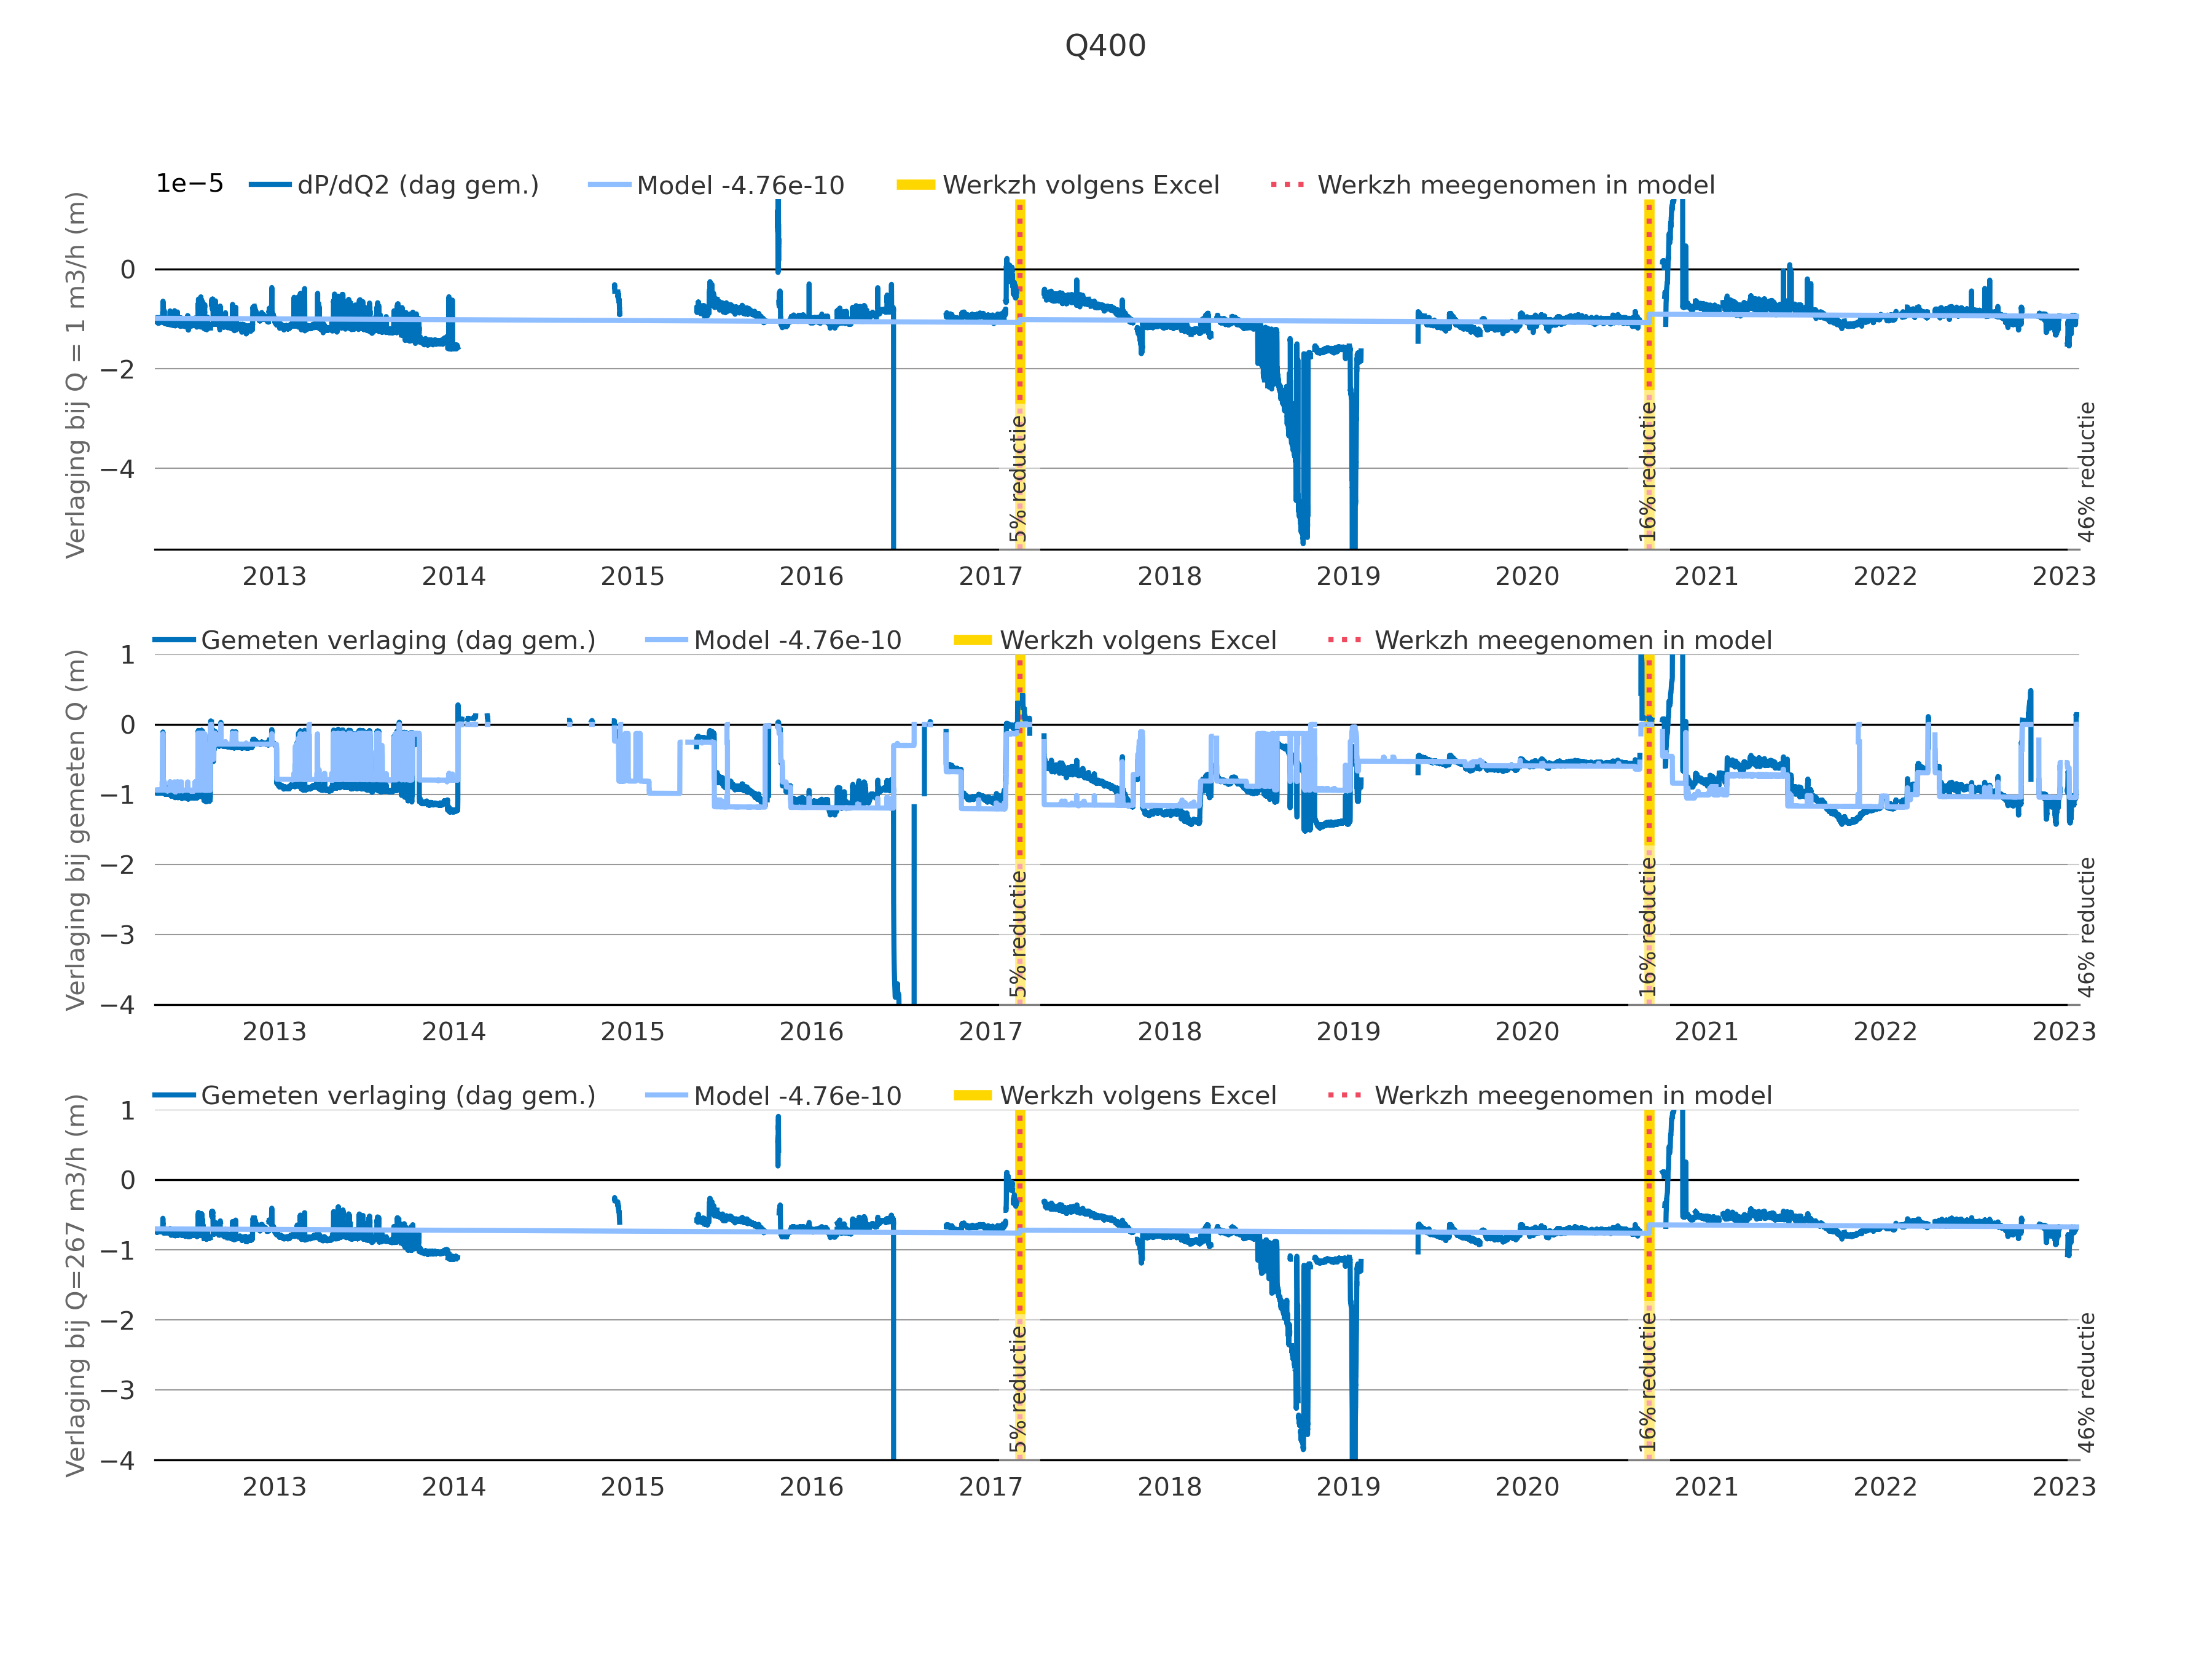 Q400
1e−5
dP/dQ2 (dag gem.) Model -4.76e-10 Werkzh volgens Excel Werkzh meegenomen in model
Verlaging bij Q = 1 m3/h (m)
0
−2
−4
5% reductie
16% reductie
46% reductie
2013 2014 2015 2016 2017 2018 2019 2020 2021 2022 2023
Gemeten verlaging (dag gem.) Model -4.76e-10 Werkzh volgens Excel Werkzh meegenomen in model
Verlaging bij gemeten Q (m)
1
0
−1
−2
−3
−4
5% reductie
16% reductie
46% reductie
2013 2014 2015 2016 2017 2018 2019 2020 2021 2022 2023
Gemeten verlaging (dag gem.) Model -4.76e-10 Werkzh volgens Excel Werkzh meegenomen in model
Verlaging bij Q=267 m3/h (m)
1
0
−1
−2
−3
−4
5% reductie
16% reductie
46% reductie
2013 2014 2015 2016 2017 2018 2019 2020 2021 2022 2023